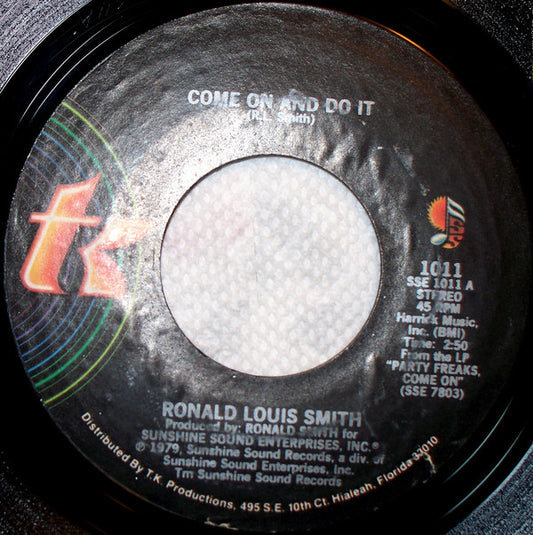 COME ON AND DO IT
(R.L. Smith)
tk
SSS
1011
SSE 1011 A
STEREO
45 RPM
Harrick Music,
Inc. (BMI)
Time: 2:50
From the LP
"PARTY FREAKS,
COME ON"
(SSE 7803)
RONALD LOUIS SMITH
Produced by: RONALD SMITH for
SUNSHINE SOUND ENTERPRISES, INC.®
℗ 1979, Sunshine Sound Records, a div. of
Sunshine Sound Enterprises, Inc.
Tm Sunshine Sound Records
Distributed By T.K. Productions, 495 S.E. 10th Ct. Hialeah, Florida 33010